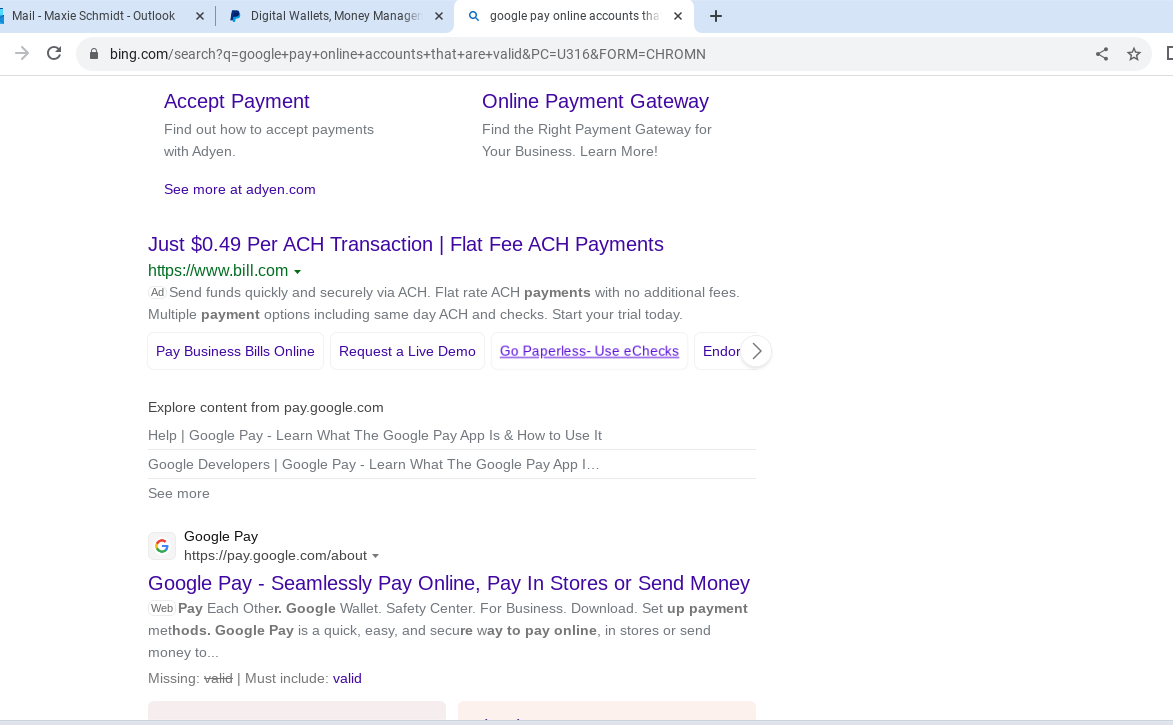 Mail - Maxie Schmidt - Outlook
Digital Wallets, Money Manager
google pay online accounts tha
bing.com/search?q=google+pay+online+accounts+that+are+valid&PC=U316&FORM=CHROMN
Accept Payment
Online Payment Gateway
Find out how to accept payments
with Adyen.
Find the Right Payment Gateway for
Your Business. Learn More!
See more at adyen.com
Just $0.49 Per ACH Transaction | Flat Fee ACH Payments
https://www.bill.com
Ad Send funds quickly and securely via ACH. Flat rate ACH payments with no additional fees.
Multiple payment options including same day ACH and checks. Start your trial today.
Pay Business Bills Online
Request a Live Demo
Go Paperless- Use eChecks
Endor
Explore content from pay.google.com
Help | Google Pay - Learn What The Google Pay App Is & How to Use It
Google Developers | Google Pay - Learn What The Google Pay App I…
See more
Google Pay
https://pay.google.com/about
Google Pay - Seamlessly Pay Online, Pay In Stores or Send Money
Web Pay Each Other. Google Wallet. Safety Center. For Business. Download. Set up payment
methods. Google Pay is a quick, easy, and secure way to pay online, in stores or send
money to...
Missing: valid | Must include: valid